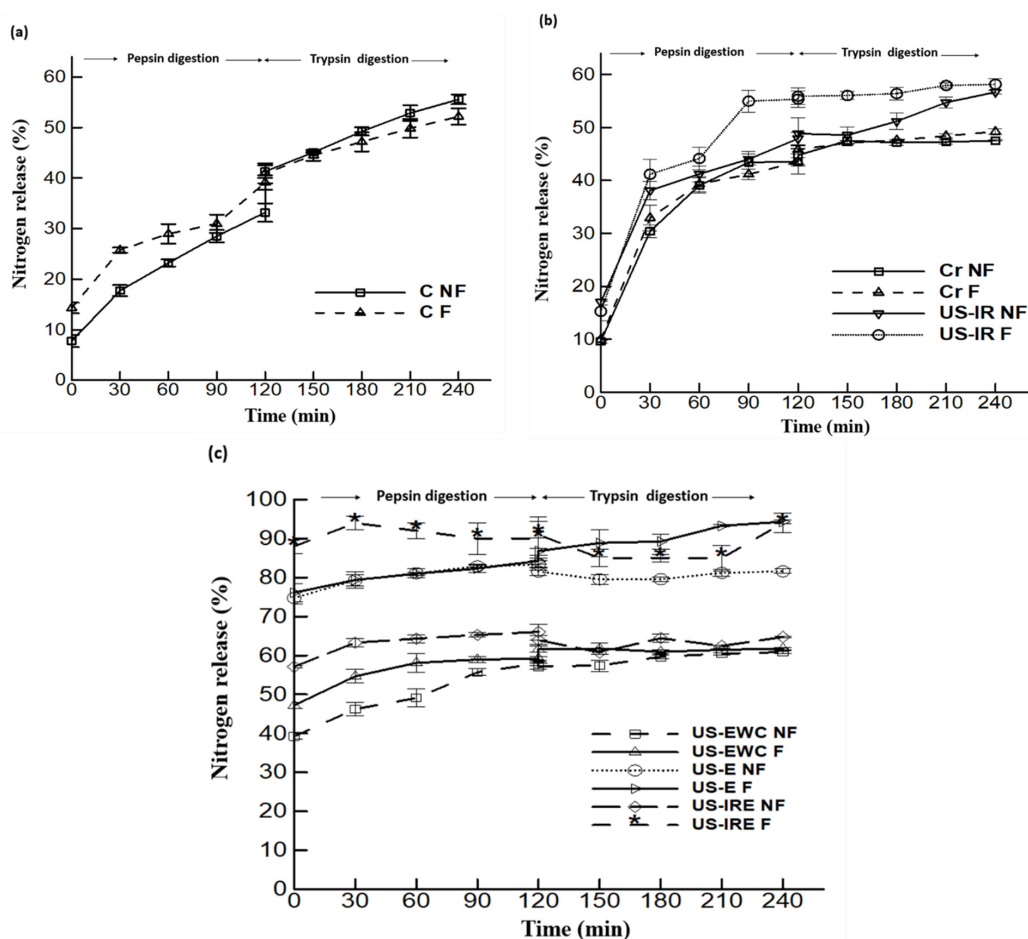 (a)
Pepsin digestion
Trypsin digestion
60
50
40
30
20
10
0
Nitrogen release (%)
C NF
C F
0 30 60 90 120 150 180 210 240
Time (min)
(b)
Pepsin digestion
Trypsin digestion
60
50
40
30
20
10
0
Nitrogen release (%)
Cr NF
Cr F
US-IR NF
US-IR F
0 30 60 90 120 150 180 210 240
Time (min)
(c)
Pepsin digestion
Trypsin digestion
100
90
80
70
60
50
40
30
20
10
0
Nitrogen release (%)
US-EWC NF
US-EWC F
US-E NF
US-E F
US-IRE NF
US-IRE F
0 30 60 90 120 150 180 210 240
Time (min)